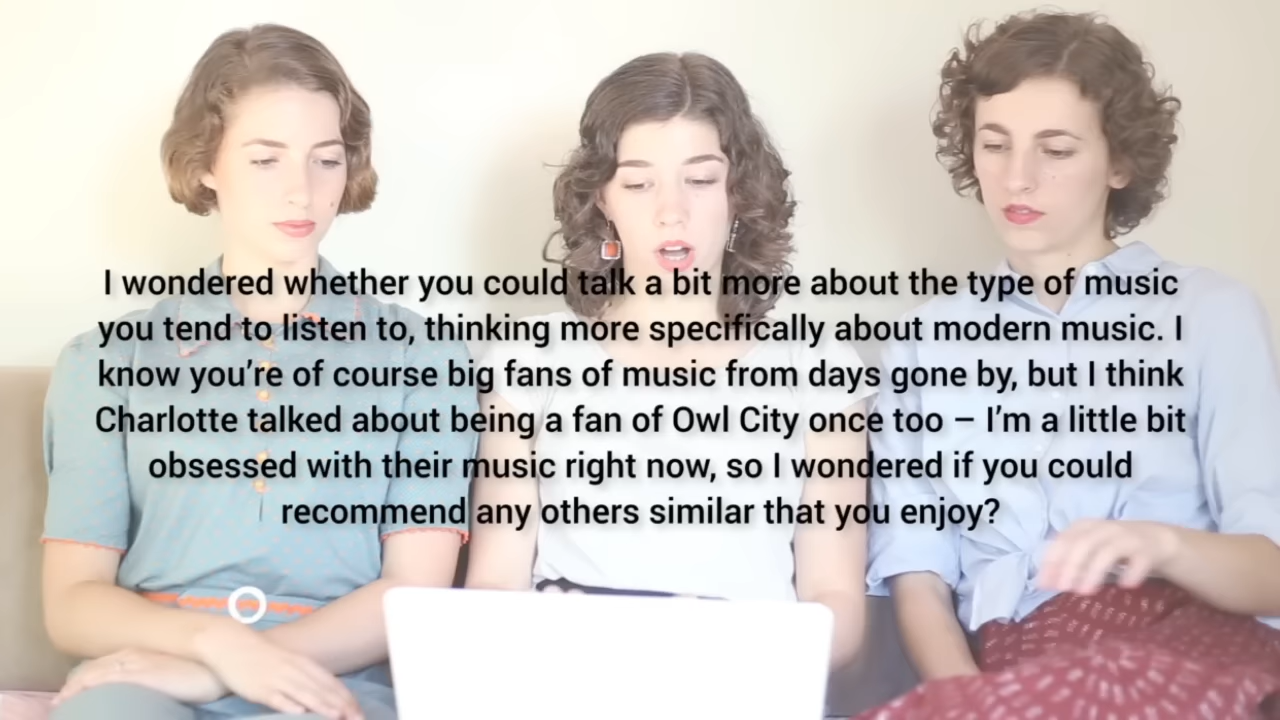 I wondered whether you could talk a bit more about the type of music
you tend to listen to, thinking more specifically about modern music. I
know you’re of course big fans of music from days gone by, but I think
Charlotte talked about being a fan of Owl City once too – I’m a little bit
obsessed with their music right now, so I wondered if you could
recommend any others similar that you enjoy?